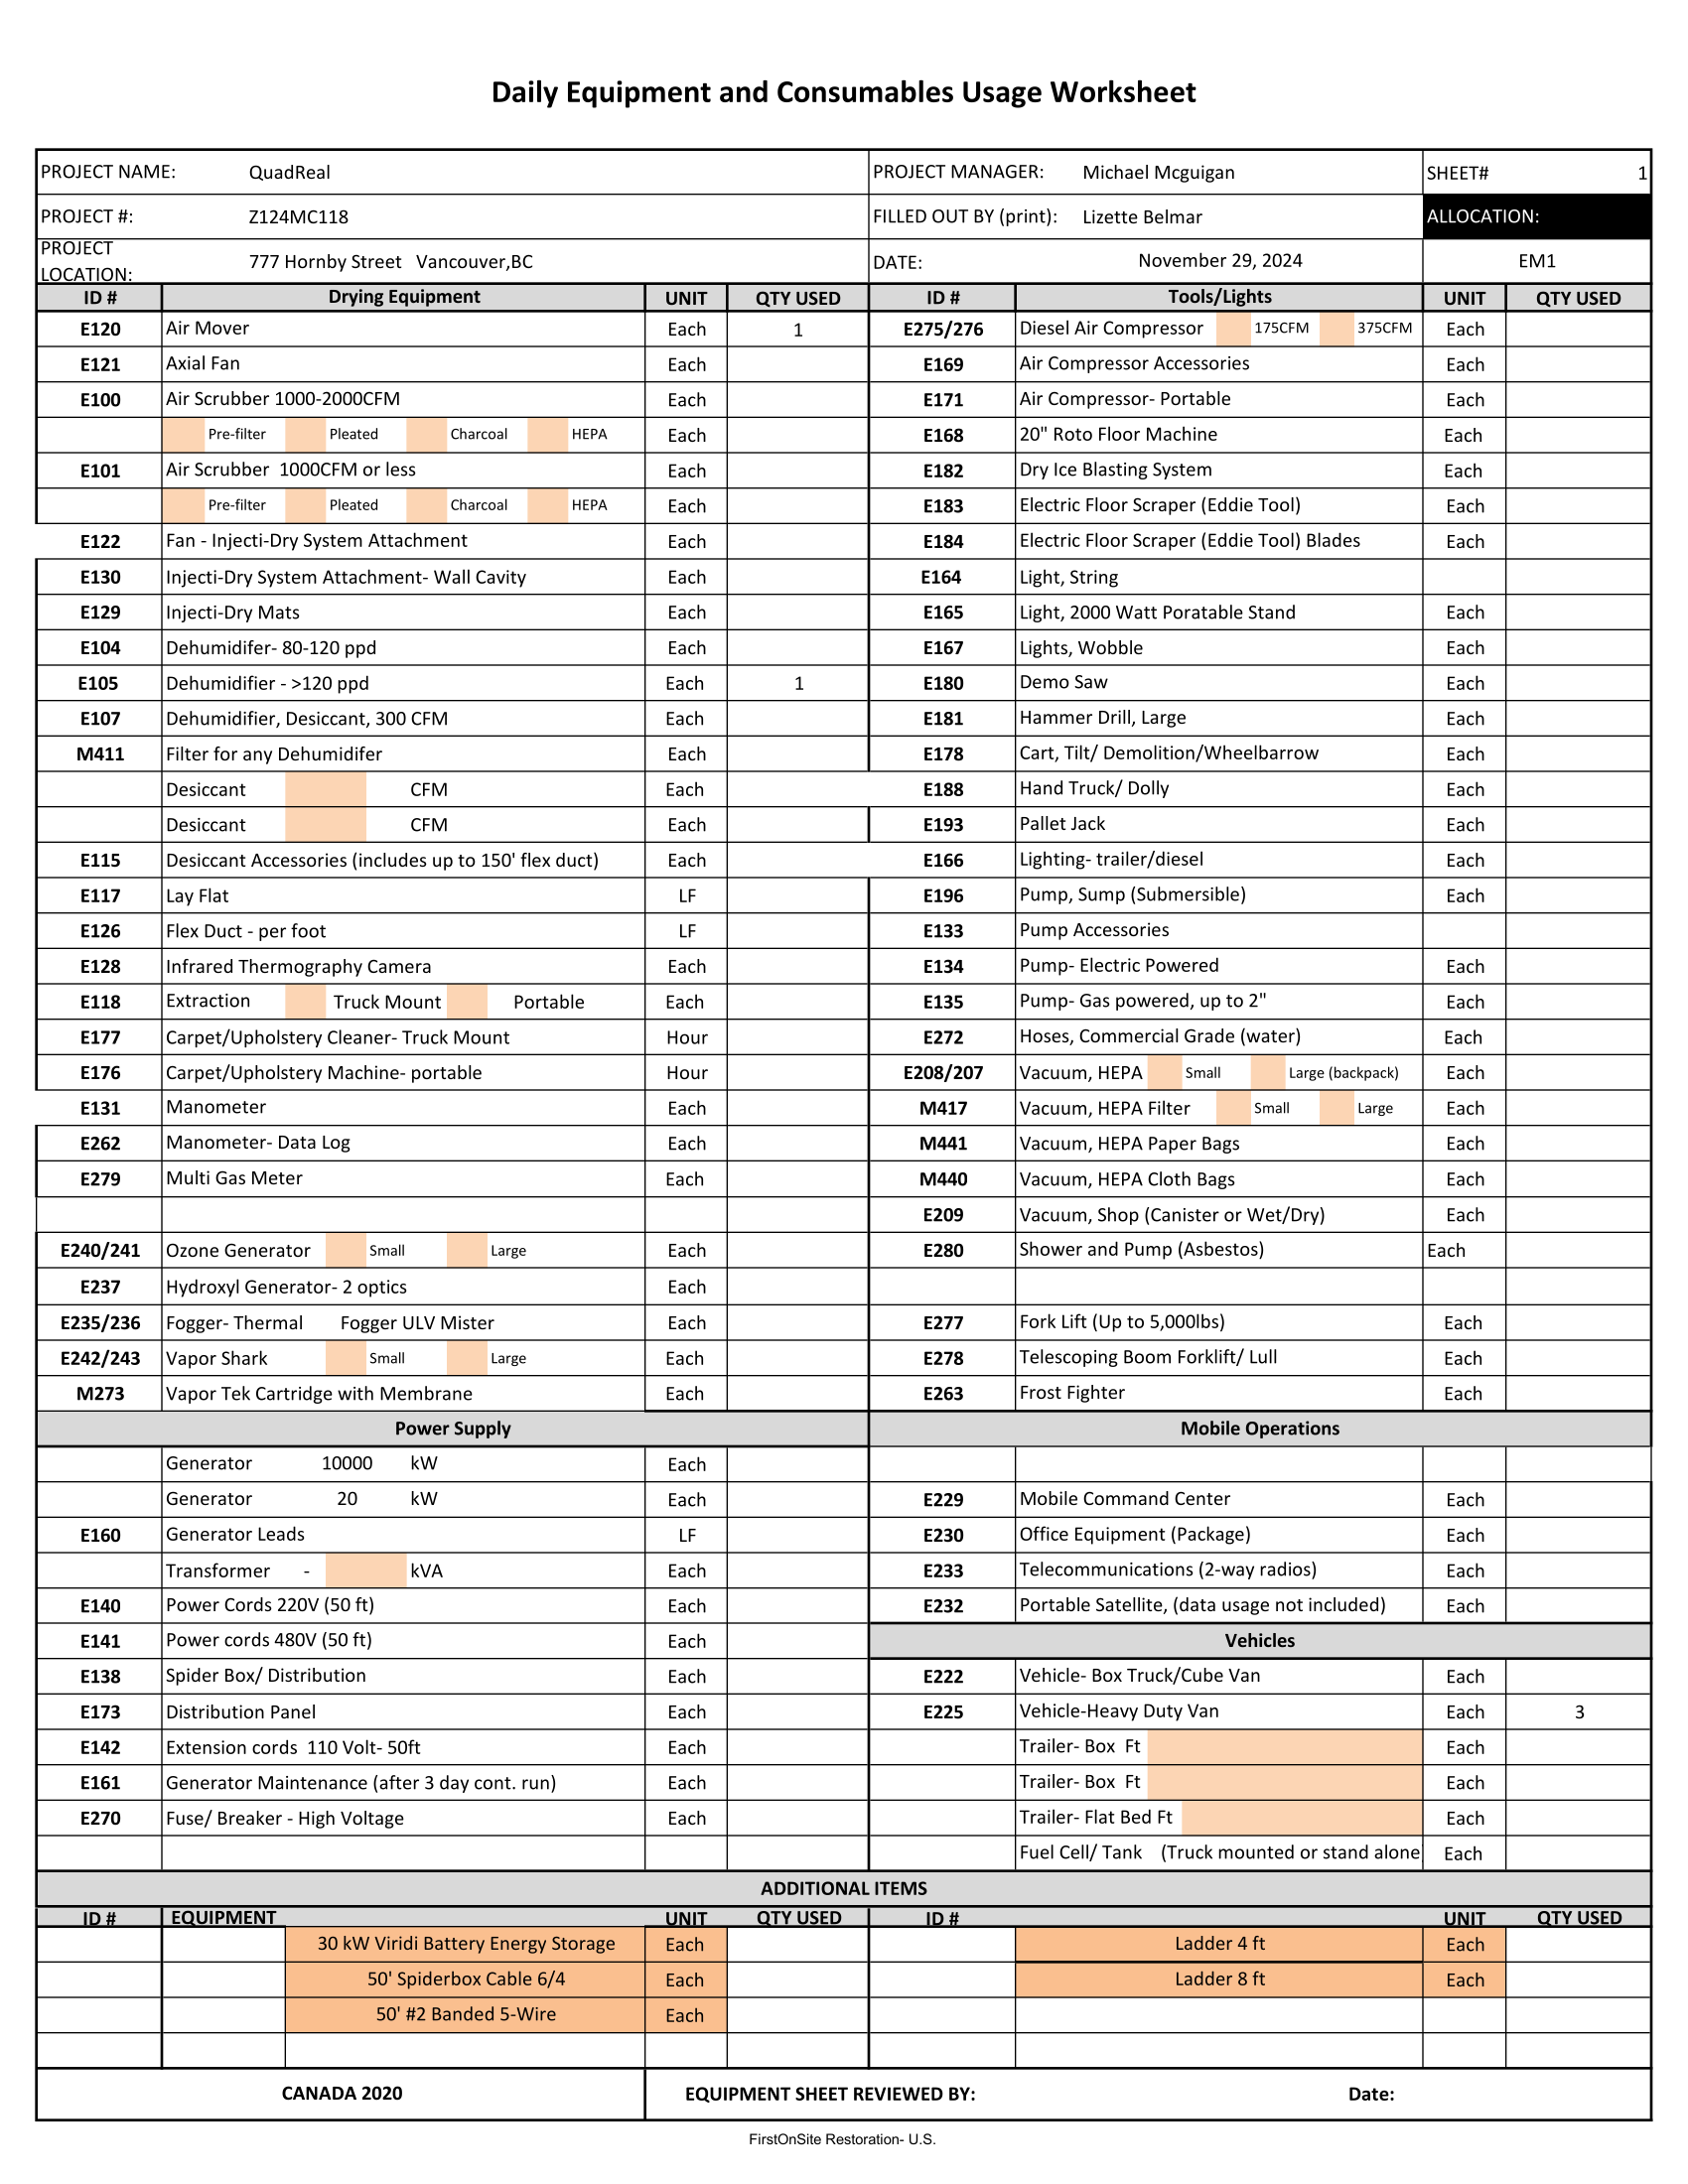 Daily Equipment and Consumables Usage Worksheet
PROJECT NAME: QuadReal PROJECT MANAGER: Michael Mcguigan SHEET# 1
PROJECT #: Z124MC118 FILLED OUT BY (print): Lizette Belmar ALLOCATION:
PROJECT LOCATION: 777 Hornby Street Vancouver,BC DATE: November 29, 2024 EM1
ID # Drying Equipment UNIT QTY USED ID # Tools/Lights UNIT QTY USED
E120 Air Mover Each 1 E275/276 Diesel Air Compressor 175CFM 375CFM Each
E121 Axial Fan Each E169 Air Compressor Accessories Each
E100 Air Scrubber 1000-2000CFM Each E171 Air Compressor- Portable Each
Pre-filter Pleated Charcoal HEPA Each E168 20" Roto Floor Machine Each
E101 Air Scrubber 1000CFM or less Each E182 Dry Ice Blasting System Each
Pre-filter Pleated Charcoal HEPA Each E183 Electric Floor Scraper (Eddie Tool) Each
E122 Fan - Injecti-Dry System Attachment Each E184 Electric Floor Scraper (Eddie Tool) Blades Each
E130 Injecti-Dry System Attachment- Wall Cavity Each E164 Light, String
E129 Injecti-Dry Mats Each E165 Light, 2000 Watt Poratable Stand Each
E104 Dehumidifer- 80-120 ppd Each E167 Lights, Wobble Each
E105 Dehumidifier - >120 ppd Each 1 E180 Demo Saw Each
E107 Dehumidifier, Desiccant, 300 CFM Each E181 Hammer Drill, Large Each
M411 Filter for any Dehumidifer Each E178 Cart, Tilt/ Demolition/Wheelbarrow Each
Desiccant CFM Each E188 Hand Truck/ Dolly Each
Desiccant CFM Each E193 Pallet Jack Each
E115 Desiccant Accessories (includes up to 150' flex duct) Each E166 Lighting- trailer/diesel Each
E117 Lay Flat LF E196 Pump, Sump (Submersible) Each
E126 Flex Duct - per foot LF E133 Pump Accessories
E128 Infrared Thermography Camera Each E134 Pump- Electric Powered Each
E118 Extraction Truck Mount Portable Each E135 Pump- Gas powered, up to 2" Each
E177 Carpet/Upholstery Cleaner- Truck Mount Hour E272 Hoses, Commercial Grade (water) Each
E176 Carpet/Upholstery Machine- portable Hour E208/207 Vacuum, HEPA Small Large (backpack) Each
E131 Manometer Each M417 Vacuum, HEPA Filter Small Large Each
E262 Manometer- Data Log Each M441 Vacuum, HEPA Paper Bags Each
E279 Multi Gas Meter Each M440 Vacuum, HEPA Cloth Bags Each
E209 Vacuum, Shop (Canister or Wet/Dry) Each
E240/241 Ozone Generator Small Large Each E280 Shower and Pump (Asbestos) Each
E237 Hydroxyl Generator- 2 optics Each
E235/236 Fogger- Thermal Fogger ULV Mister Each E277 Fork Lift (Up to 5,000lbs) Each
E242/243 Vapor Shark Small Large Each E278 Telescoping Boom Forklift/ Lull Each
M273 Vapor Tek Cartridge with Membrane Each E263 Frost Fighter Each
Power Supply Mobile Operations
Generator 10000 kW Each
Generator 20 kW Each E229 Mobile Command Center Each
E160 Generator Leads LF E230 Office Equipment (Package) Each
Transformer - kVA Each E233 Telecommunications (2-way radios) Each
E140 Power Cords 220V (50 ft) Each E232 Portable Satellite, (data usage not included) Each
E141 Power cords 480V (50 ft) Each Vehicles
E138 Spider Box/ Distribution Each E222 Vehicle- Box Truck/Cube Van Each
E173 Distribution Panel Each E225 Vehicle-Heavy Duty Van Each 3
E142 Extension cords 110 Volt- 50ft Each Trailer- Box Ft Each
E161 Generator Maintenance (after 3 day cont. run) Each Trailer- Box Ft Each
E270 Fuse/ Breaker - High Voltage Each Trailer- Flat Bed Ft Each
Fuel Cell/ Tank (Truck mounted or stand alone Each
ADDITIONAL ITEMS
ID # EQUIPMENT UNIT QTY USED ID # UNIT QTY USED
30 kW Viridi Battery Energy Storage Each Ladder 4 ft Each
50' Spiderbox Cable 6/4 Each Ladder 8 ft Each
50' #2 Banded 5-Wire Each
CANADA 2020 EQUIPMENT SHEET REVIEWED BY: Date:
FirstOnSite Restoration- U.S.